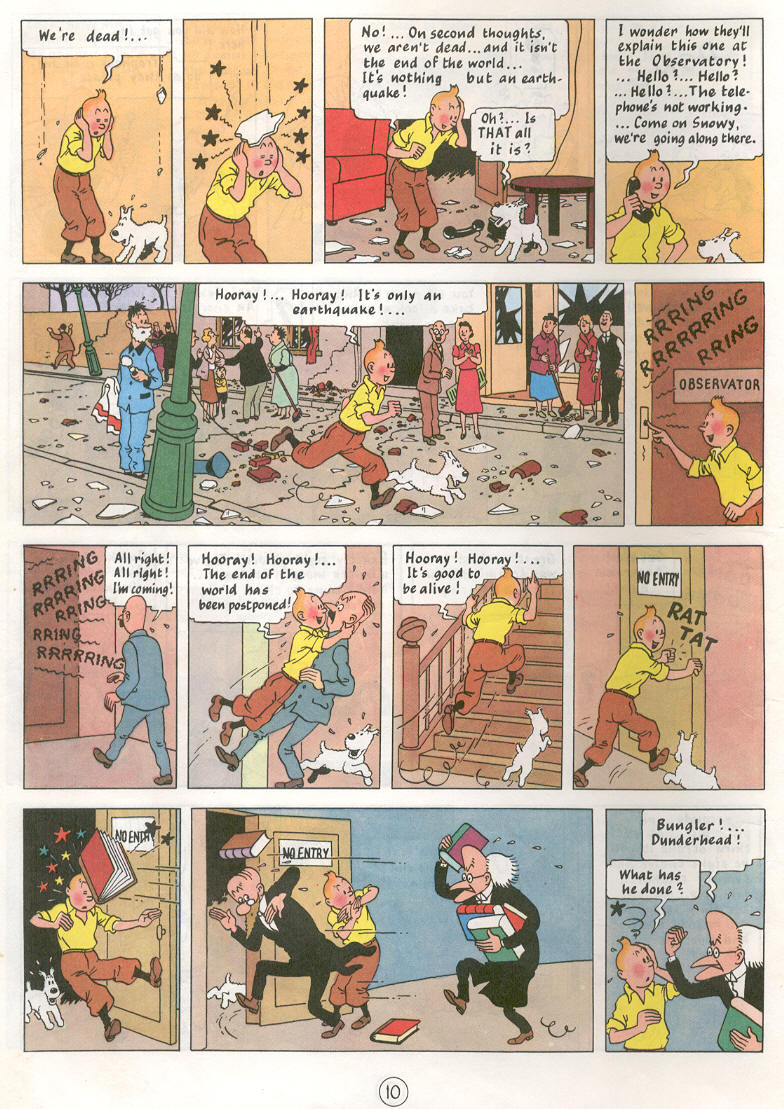 We're dead!...
No!... On second thoughts,
we aren't dead... and it isn't
the end of the world...
It's nothing but an earth-
quake!
Oh?... Is
THAT all
it is?
I wonder how they'll
explain this one at
the Observatory!
... Hello?... Hello?
... Hello?... The tele-
phone's not working.
... Come on Snowy,
we're going along there.
Hooray!... Hooray! It's only an
earthquake!...
RRRING
RRRRRRRING
RRING
OBSERVATOR
RRRING
RRRRING
RRING
RRING
RRRRRING
All right!
All right!
I'm coming!
Hooray! Hooray!...
The end of the
world has
been postponed!
Hooray! Hooray!...
It's good to
be alive!
NO ENTRY
RAT
TAT
NO ENTRY
NO ENTRY
Bungler!...
Dunderhead!
What has
he done?
10